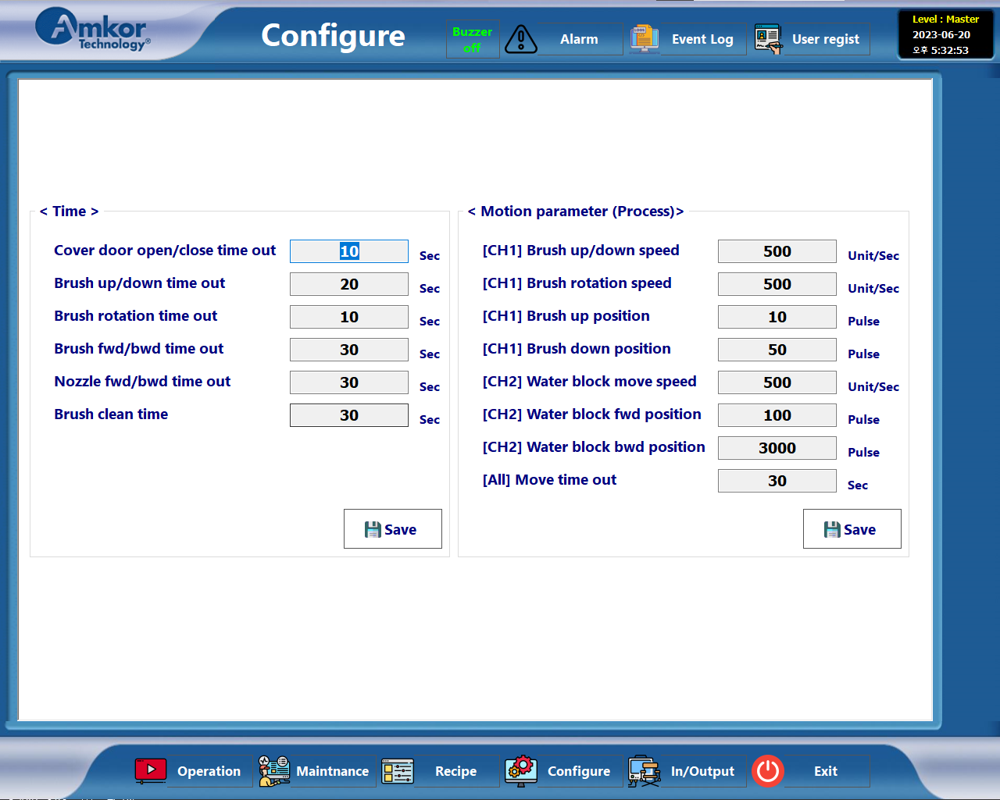 Amkor
Technology®
Configure
Buzzer
off
Alarm
Event Log
User regist
Level : Master
2023-06-20
오후 5:32:53
< Time >
Cover door open/close time out 10 Sec
Brush up/down time out 20 Sec
Brush rotation time out 10 Sec
Brush fwd/bwd time out 30 Sec
Nozzle fwd/bwd time out 30 Sec
Brush clean time 30 Sec
Save
< Motion parameter (Process)>
[CH1] Brush up/down speed 500 Unit/Sec
[CH1] Brush rotation speed 500 Unit/Sec
[CH1] Brush up position 10 Pulse
[CH1] Brush down position 50 Pulse
[CH2] Water block move speed 500 Unit/Sec
[CH2] Water block fwd position 100 Pulse
[CH2] Water block bwd position 3000 Pulse
[All] Move time out 30 Sec
Save
Operation
Maintnance
Recipe
Configure
In/Output
Exit